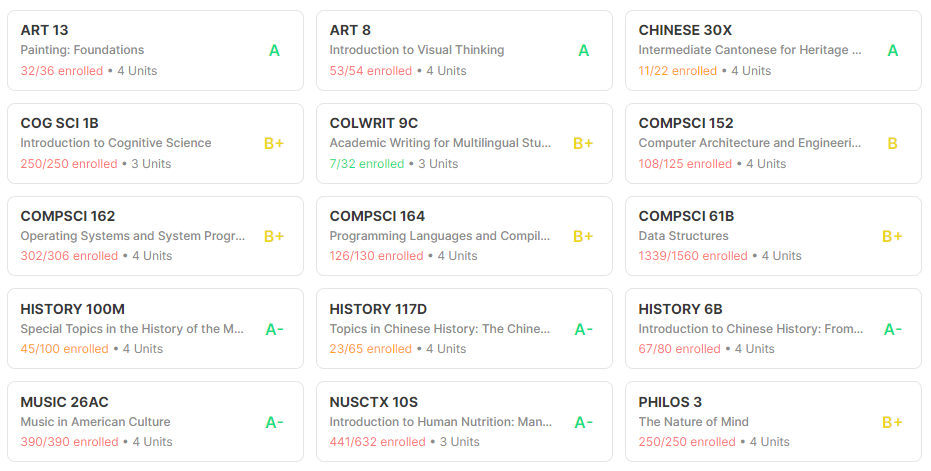 ART 13
Painting: Foundations
A
32/36 enrolled • 4 Units
ART 8
Introduction to Visual Thinking
A
53/54 enrolled • 4 Units
CHINESE 30X
Intermediate Cantonese for Heritage ...
A
11/22 enrolled • 4 Units
COG SCI 1B
Introduction to Cognitive Science
B+
250/250 enrolled • 3 Units
COLWRIT 9C
Academic Writing for Multilingual Stu...
B+
7/32 enrolled • 3 Units
COMPSCI 152
Computer Architecture and Engineeri...
B
108/125 enrolled • 4 Units
COMPSCI 162
Operating Systems and System Progr...
B+
302/306 enrolled • 4 Units
COMPSCI 164
Programming Languages and Compil...
B+
126/130 enrolled • 4 Units
COMPSCI 61B
Data Structures
B+
1339/1560 enrolled • 4 Units
HISTORY 100M
Special Topics in the History of the M...
A-
45/100 enrolled • 4 Units
HISTORY 117D
Topics in Chinese History: The Chine...
A-
23/65 enrolled • 4 Units
HISTORY 6B
Introduction to Chinese History: From...
A-
67/80 enrolled • 4 Units
MUSIC 26AC
Music in American Culture
A-
390/390 enrolled • 4 Units
NUSCTX 10S
Introduction to Human Nutrition: Man...
A-
441/632 enrolled • 3 Units
PHILOS 3
The Nature of Mind
B+
250/250 enrolled • 4 Units